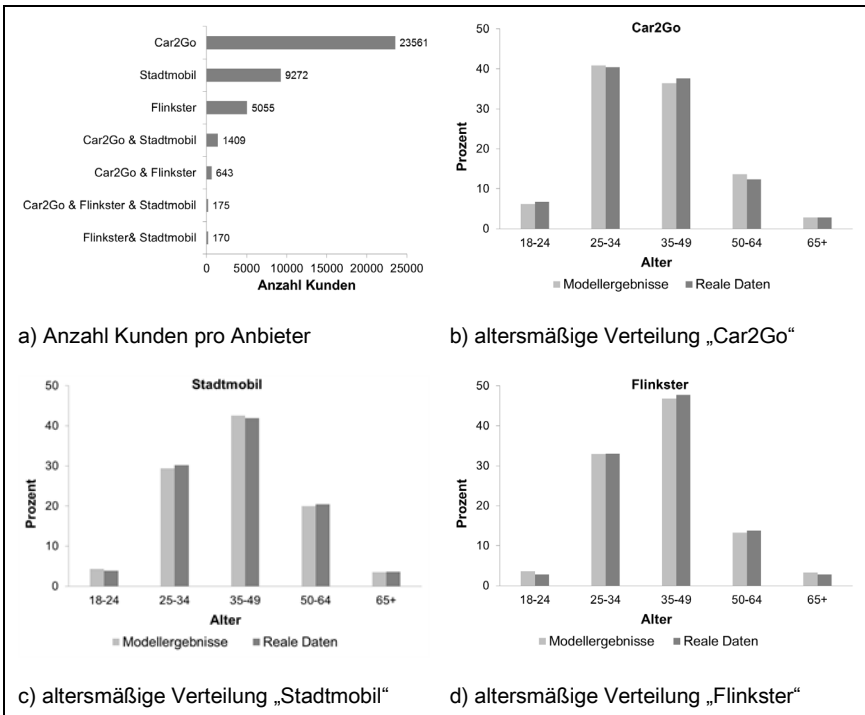 Car2Go 23561
Stadtmobil 9272
Flinkster 5055
Car2Go & Stadtmobil 1409
Car2Go & Flinkster 643
Car2Go & Flinkster & Stadtmobil 175
Flinkster& Stadtmobil 170
0 5000 10000 15000 20000 25000
Anzahl Kunden
a) Anzahl Kunden pro Anbieter
Car2Go
50
40
30
20
10
0
Prozent
18-24 25-34 35-49 50-64 65+
Alter
Modellergebnisse Reale Daten
b) altersmäßige Verteilung „Car2Go“
Stadtmobil
50
40
30
20
10
0
Prozent
18-24 25-34 35-49 50-64 65+
Alter
Modellergebnisse Reale Daten
c) altersmäßige Verteilung „Stadtmobil“
Flinkster
50
40
30
20
10
0
Prozent
18-24 25-34 35-49 50-64 65+
Alter
Modellergebnisse Reale Daten
d) altersmäßige Verteilung „Flinkster“